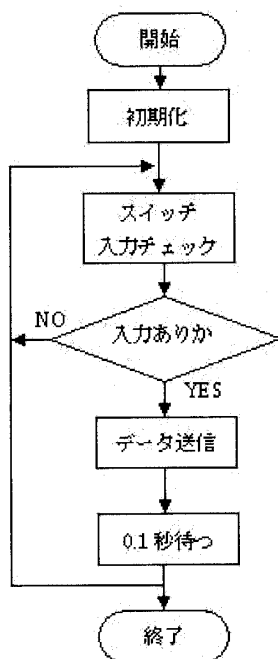 開始
初期化
スイッチ
入力チェック
NO
入力ありか
YES
データ送信
0.1秒待つ
終了